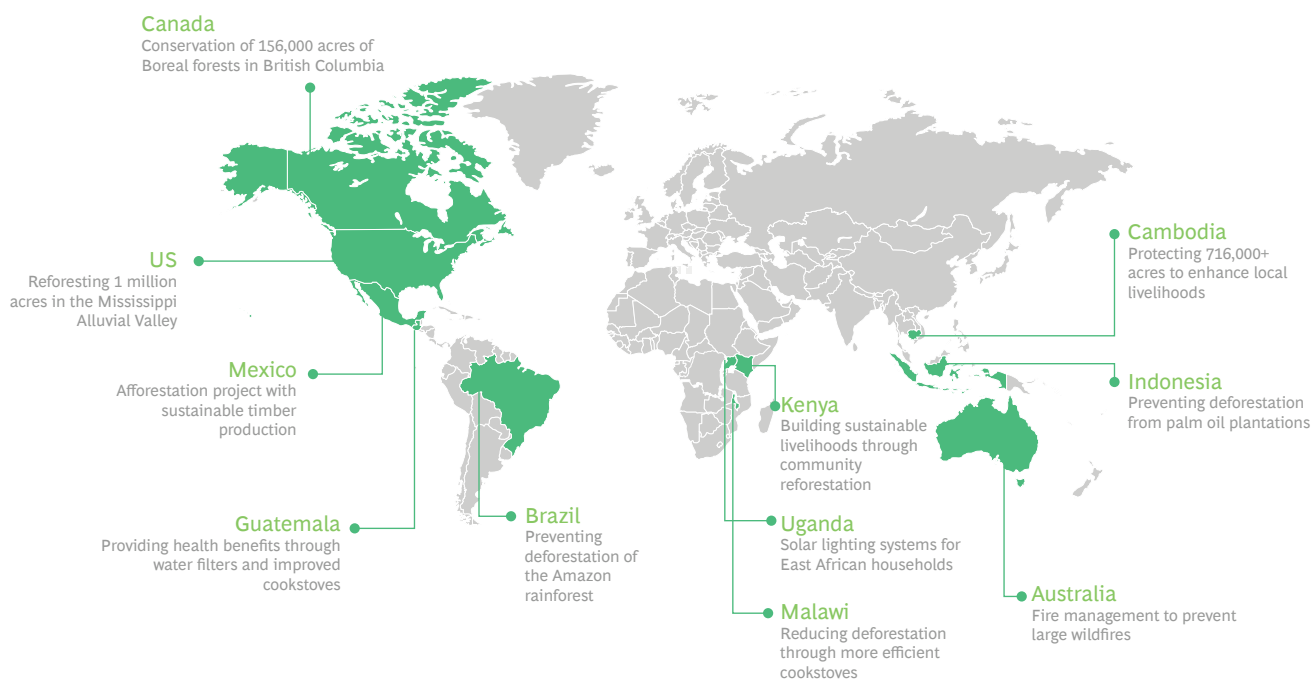 Canada
Conservation of 156,000 acres of
Boreal forests in British Columbia
US
Reforesting 1 million
acres in the Mississippi
Alluvial Valley
Mexico
Afforestation project with
sustainable timber
production
Guatemala
Providing health benefits through
water filters and improved
cookstoves
Brazil
Preventing
deforestation of
the Amazon
rainforest
Kenya
Building sustainable
livelihoods through
community
reforestation
Uganda
Solar lighting systems for
East African households
Malawi
Reducing deforestation
through more efficient
cookstoves
Cambodia
Protecting 716,000+
acres to enhance local
livelihoods
Indonesia
Preventing deforestation
from palm oil plantations
Australia
Fire management to prevent
large wildfires